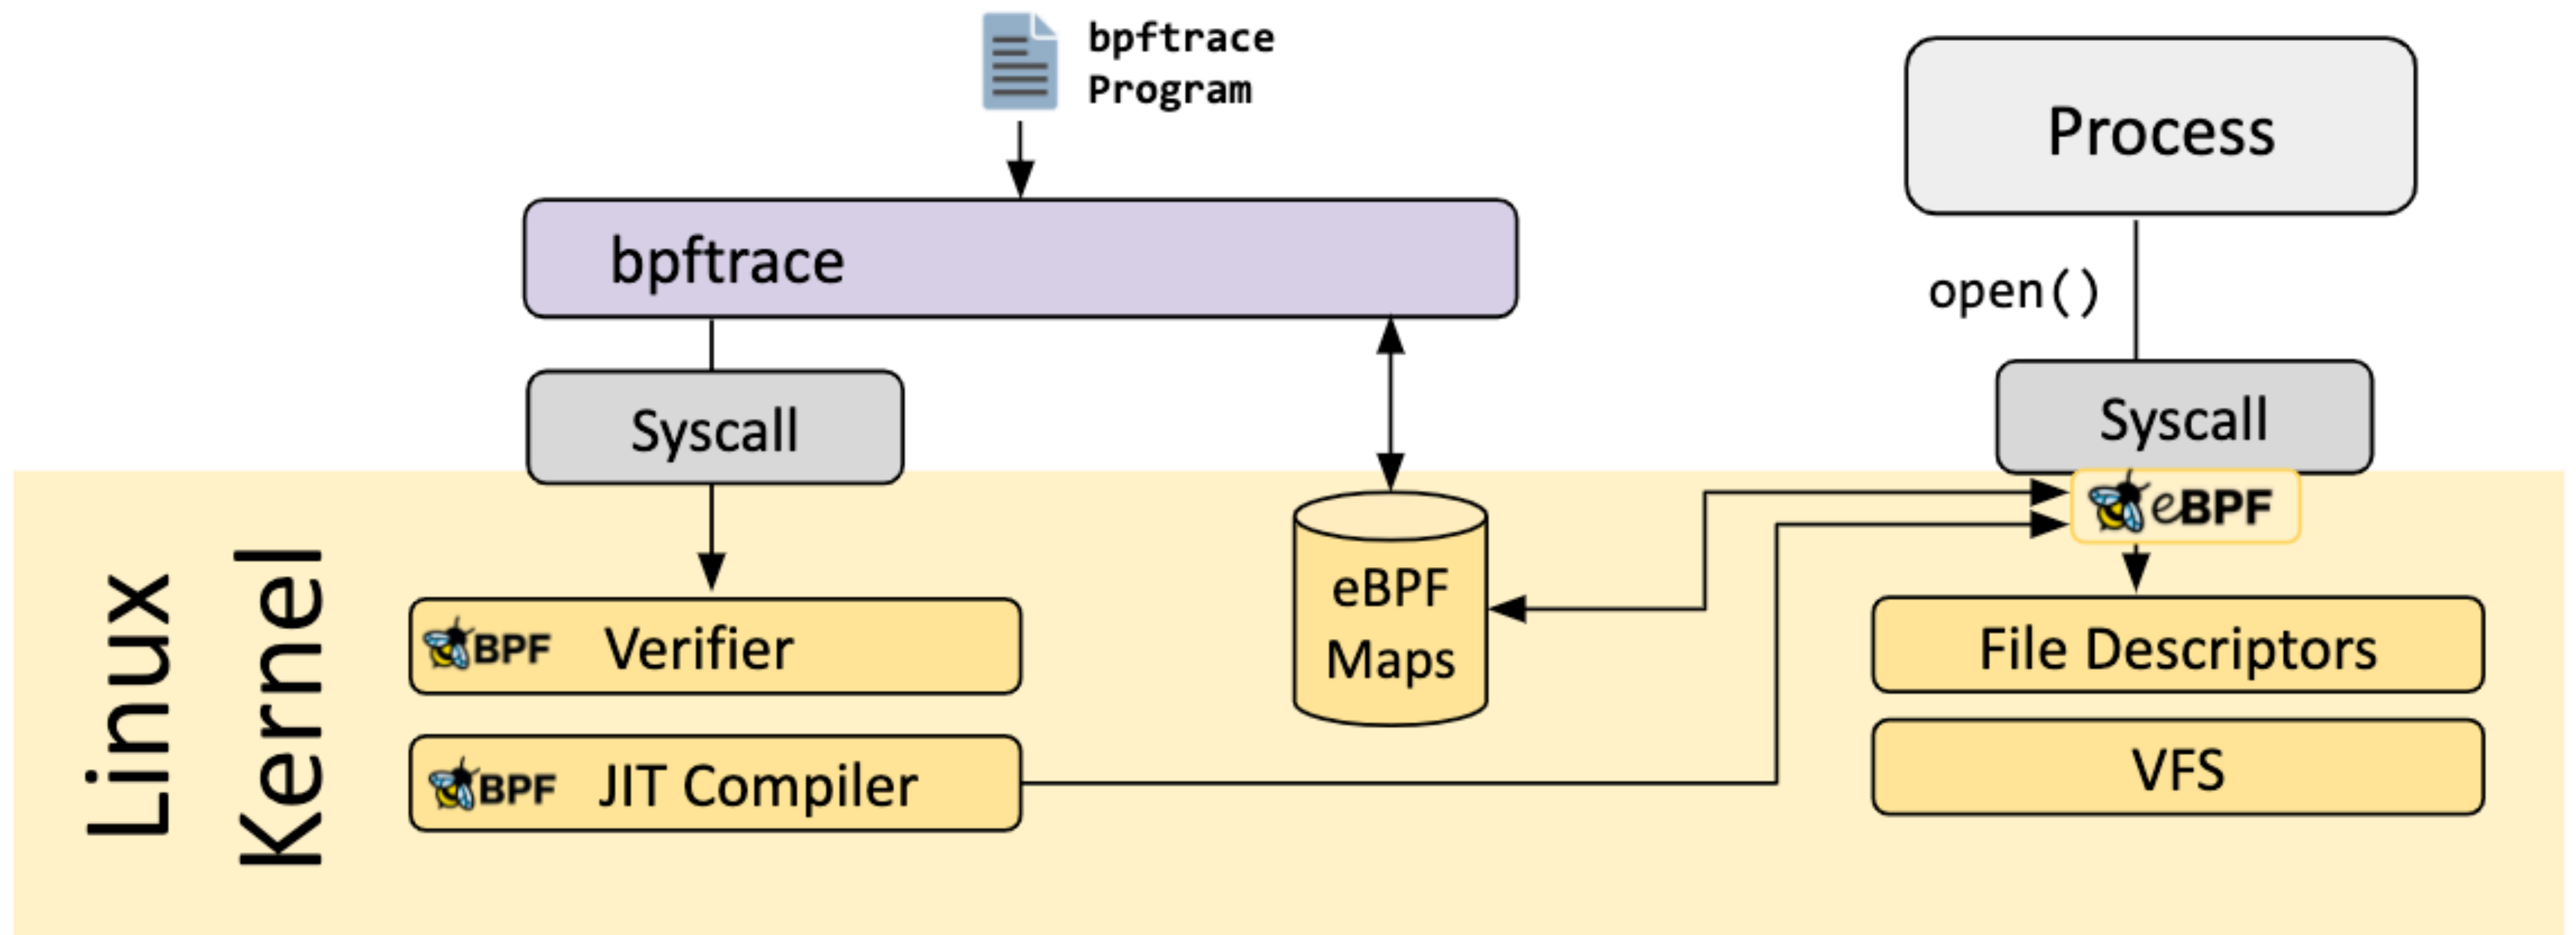 bpftrace
Program
Process
bpftrace
open()
Syscall
Syscall
eBPF
Linux
Kernel
BPF Verifier
eBPF
Maps
File Descriptors
BPF JIT Compiler
VFS